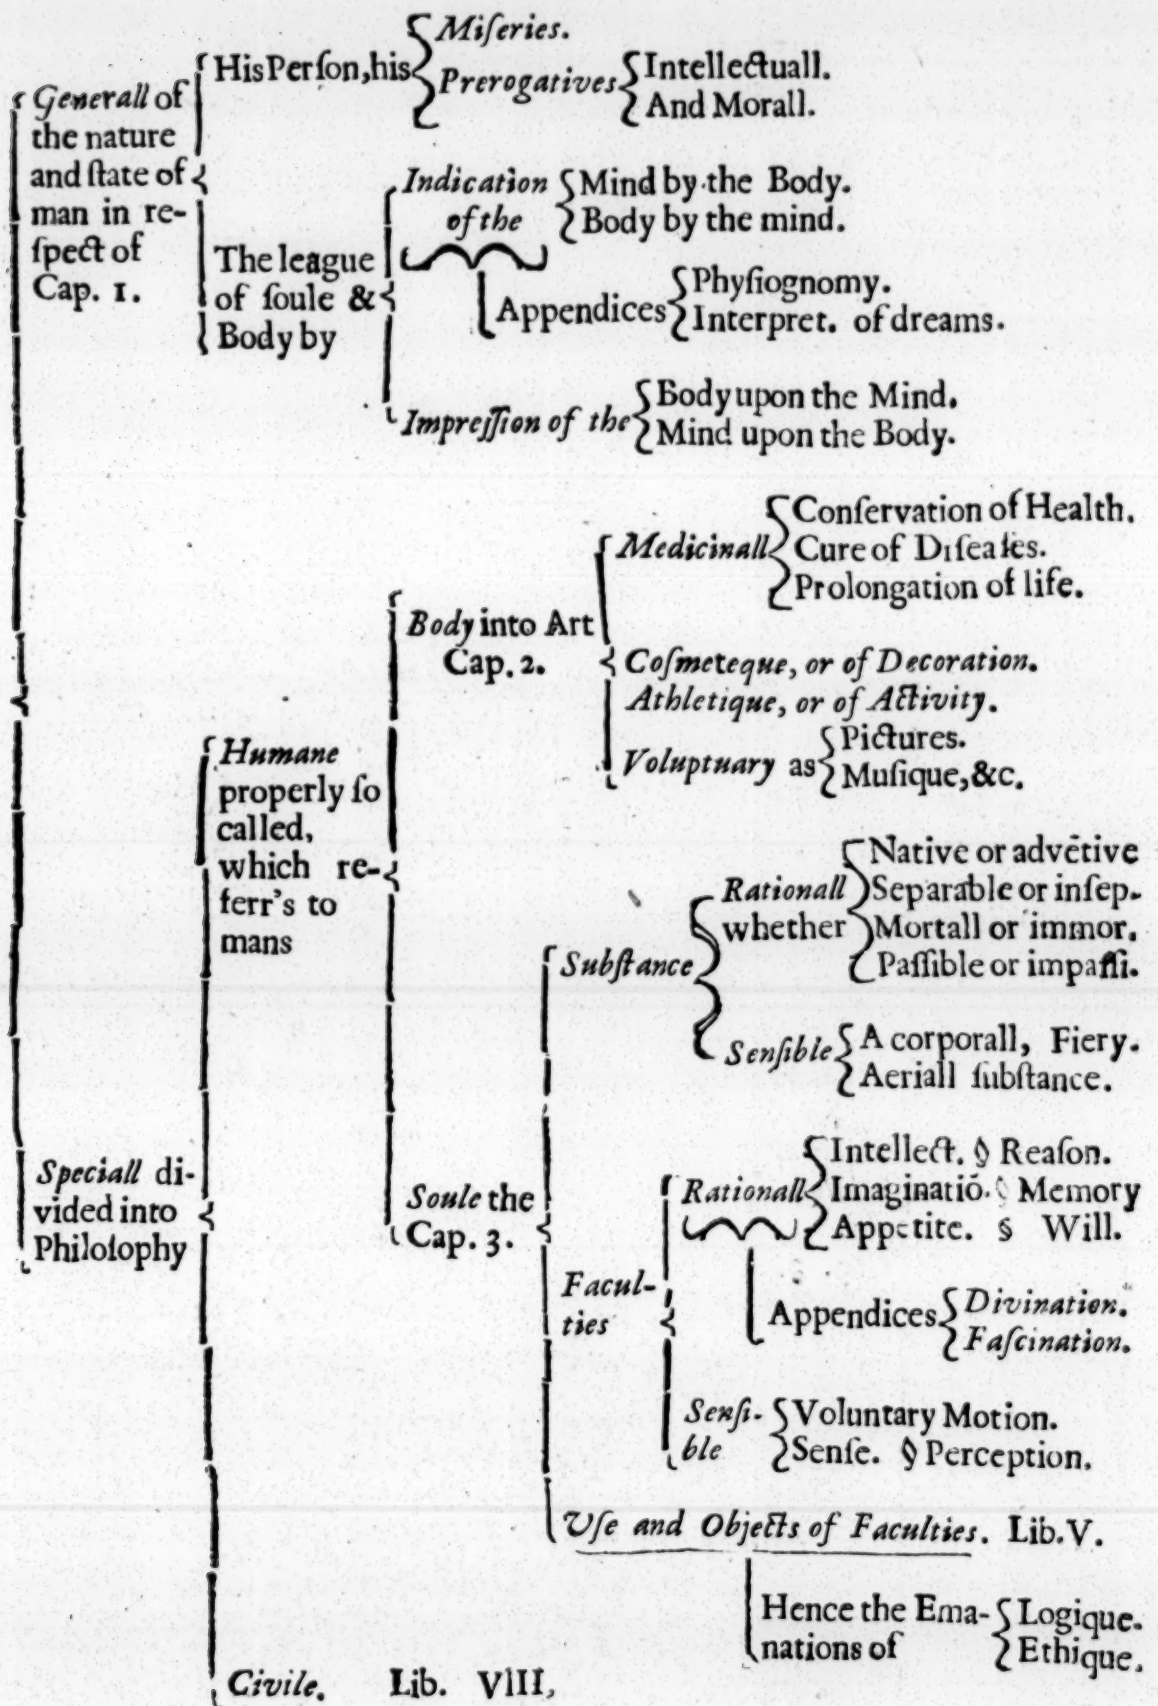 Miſeries.
HisPerſon,his
Prerogatives
Intellectuall.
And Morall.
Generall of
the nature
and ſtate of
man in re-
ſpect of
Cap. 1.
Indication
of the
Mind by the Body.
Body by the mind.
The league
of ſoule &
Body by
Appendices
Phyſiognomy.
Interpret. of dreams.
Impreſſion of the
Body upon the Mind.
Mind upon the Body.
Conſervation of Health.
Medicinall
Cure of Diſeaſes.
Prolongation of life.
Body into Art
Cap. 2.
Coſmeteque, or of Decoration.
Athletique, or of Activity.
Voluptuary as
Pictures.
Muſique,&c.
Humane
properly ſo
called,
which re-
ferr's to
mans
Native or advētive
Rationall
whether
Separable or inſep.
Mortall or immor.
Paſſible or impaſſi.
Subſtance
Senſible
A corporall, Fiery.
Aeriall ſubſtance.
Speciall di-
vided into
Philoſophy
Soule the
Cap. 3.
Intellect. § Reaſon.
Rationall
Imaginatiō. § Memory
Appetite. § Will.
Facul-
ties
Appendices
Divination.
Faſcination.
Senſi-
ble
Voluntary Motion.
Senſe. § Perception.
Uſe and Objects of Faculties. Lib.V.
Hence the Ema-
nations of
Logique.
Ethique.
Civile. Lib. VIII,